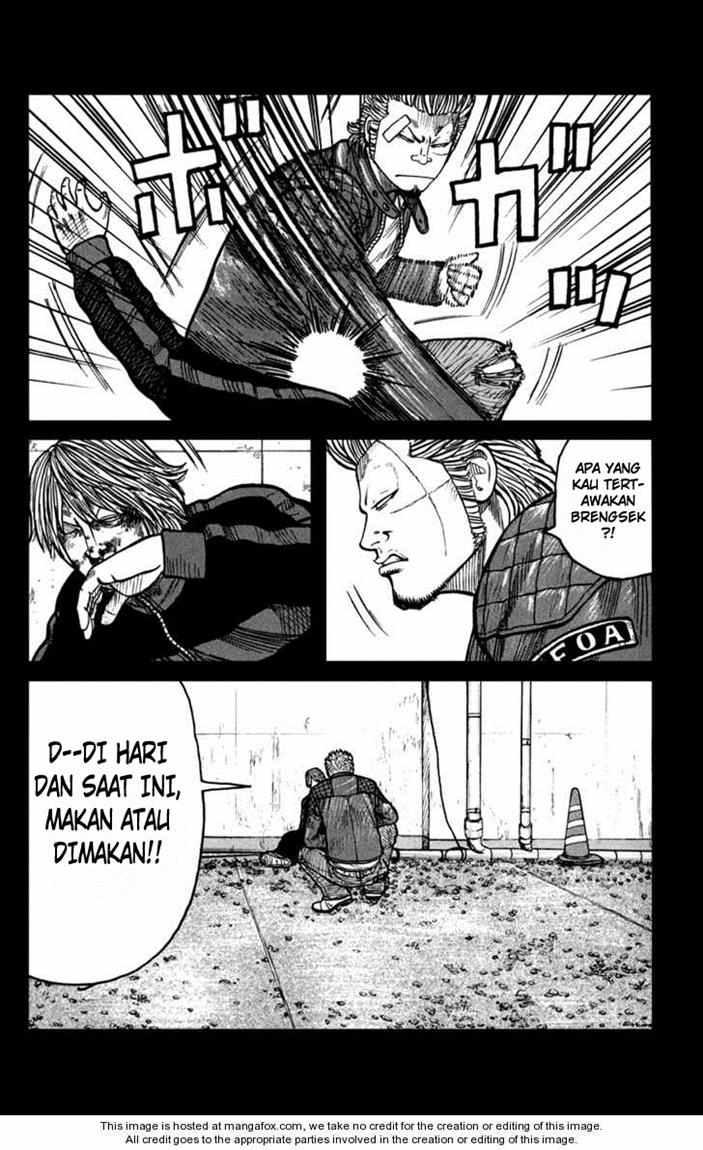 ガッ
ボッ
APA YANG
KAU TERT-
AWAKAN
BRENGSEK
?!
FOA
D--DI HARI
DAN SAAT INI,
MAKAN ATAU
DIMAKAN!!
This image is hosted at mangafox.com, we take no credit for the creation or editing of this image.
All credit goes to the appropriate parties involved in the creation or editing of this image.